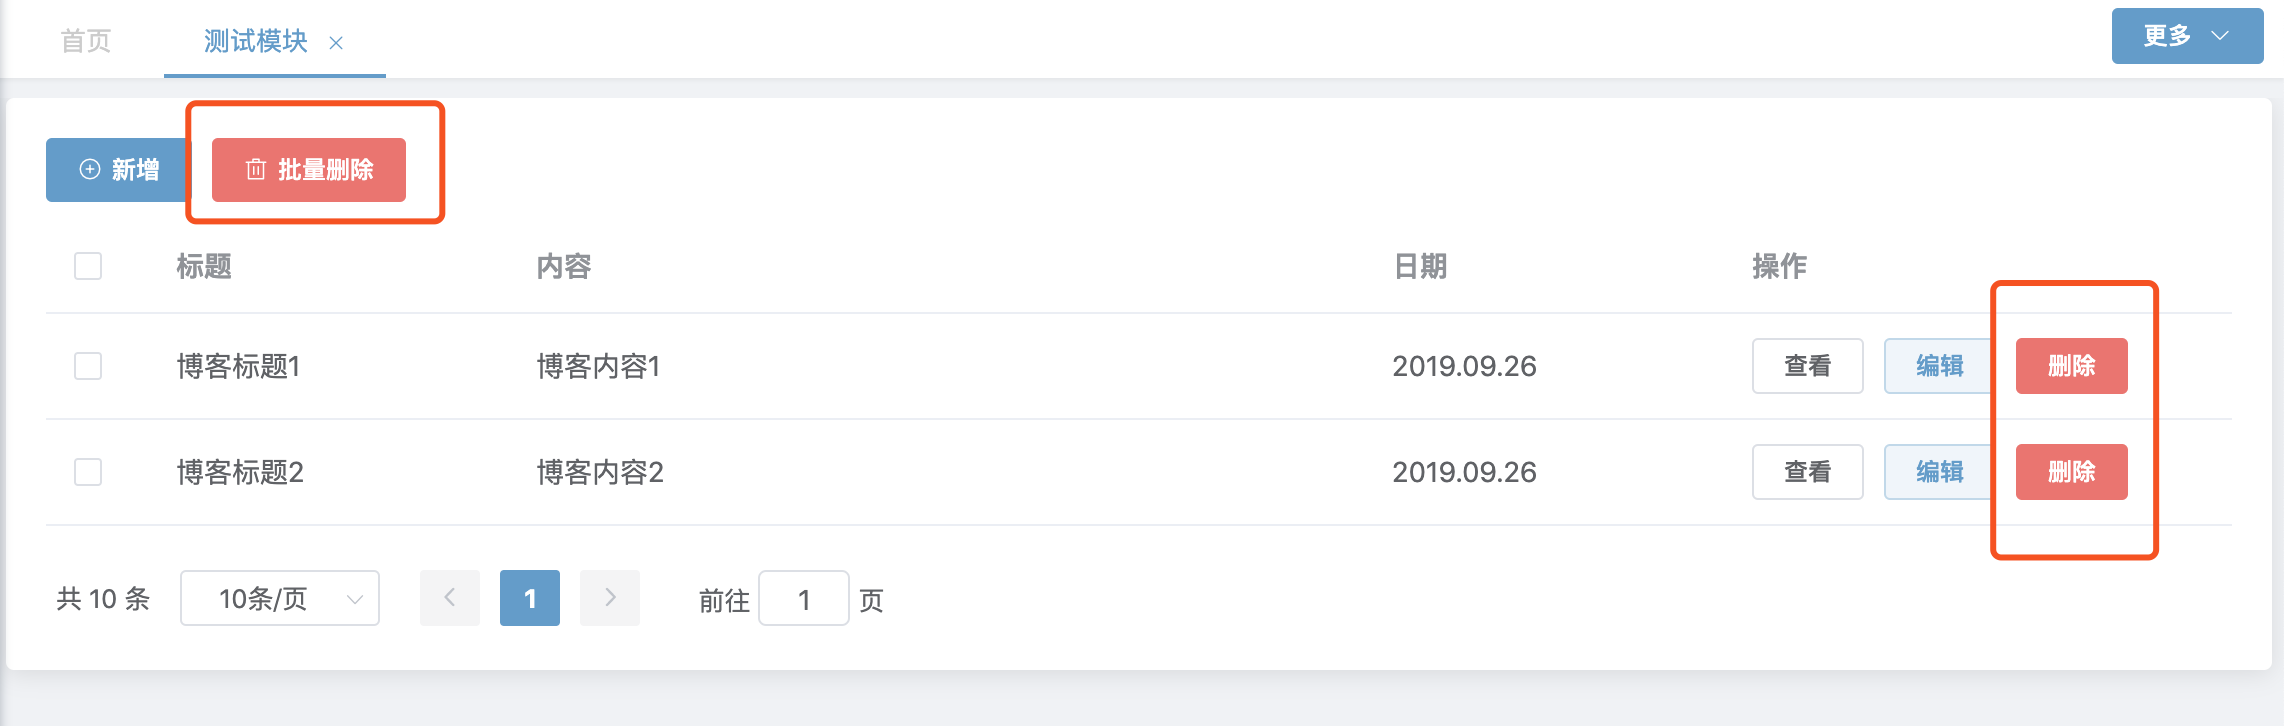 首页 测试模块 更多
新增 批量删除
标题 内容 日期 操作
博客标题1 博客内容1 2019.09.26 查看 编辑 删除
博客标题2 博客内容2 2019.09.26 查看 编辑 删除
共 10 条 10条/页 1 前往 1 页